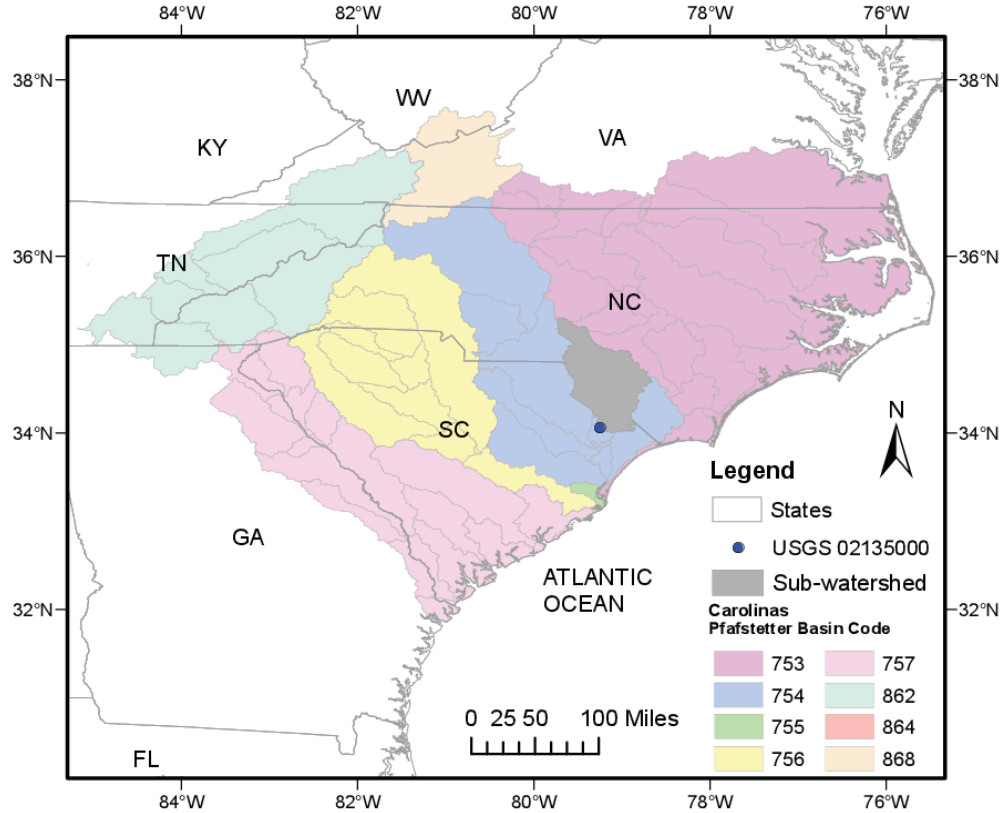 84°W 82°W 80°W 78°W 76°W
38°N 38°N
WV
KY VA
36°N 36°N
TN
NC
34°N 34°N
SC
N
Legend
States
GA
USGS 02135000
ATLANTIC
OCEAN
Sub-watershed
32°N 32°N
Carolinas
Pfafstetter Basin Code
753 757
754 862
755 864
756 868
0 25 50 100 Miles
FL
84°W 82°W 80°W 78°W 76°W